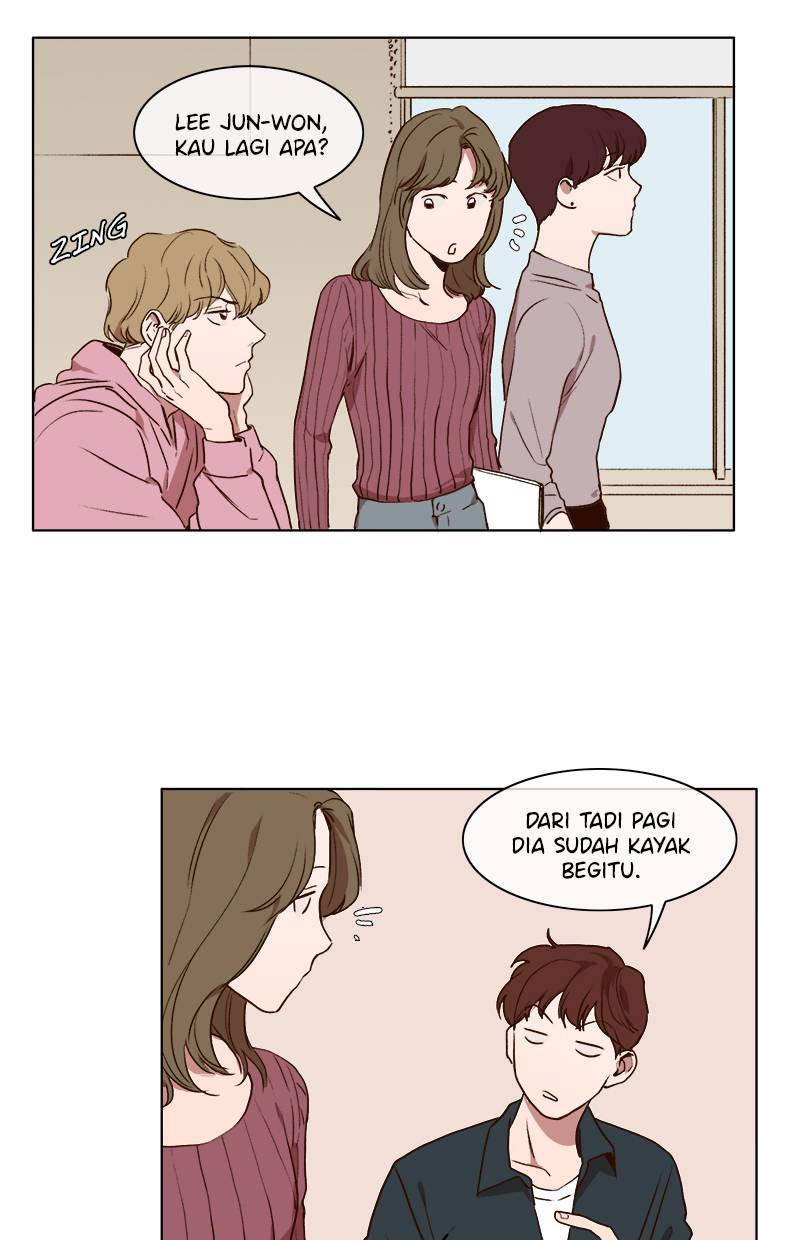 LEE JUN-WON,
KAU LAGI APA?
ZING
DARI TADI PAGI
DIA SUDAH KAYAK
BEGITU.